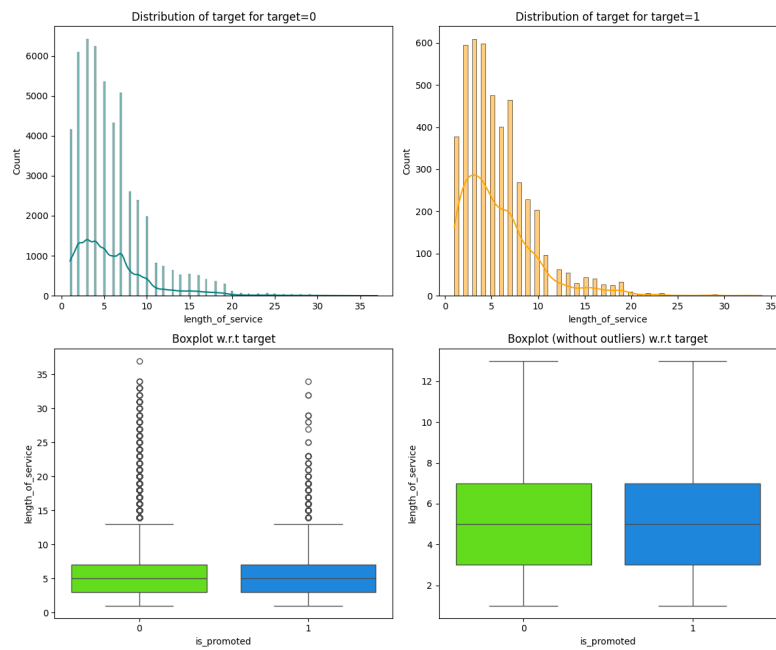 Distribution of target for target=0
Count
6000
5000
4000
3000
2000
1000
0
0 5 10 15 20 25 30 35
length_of_service
Distribution of target for target=1
Count
600
500
400
300
200
100
0
0 5 10 15 20 25 30 35
length_of_service
Boxplot w.r.t target
length_of_service
35
30
25
20
15
10
5
0
0 1
is_promoted
Boxplot (without outliers) w.r.t target
length_of_service
12
10
8
6
4
2
0 1
is_promoted